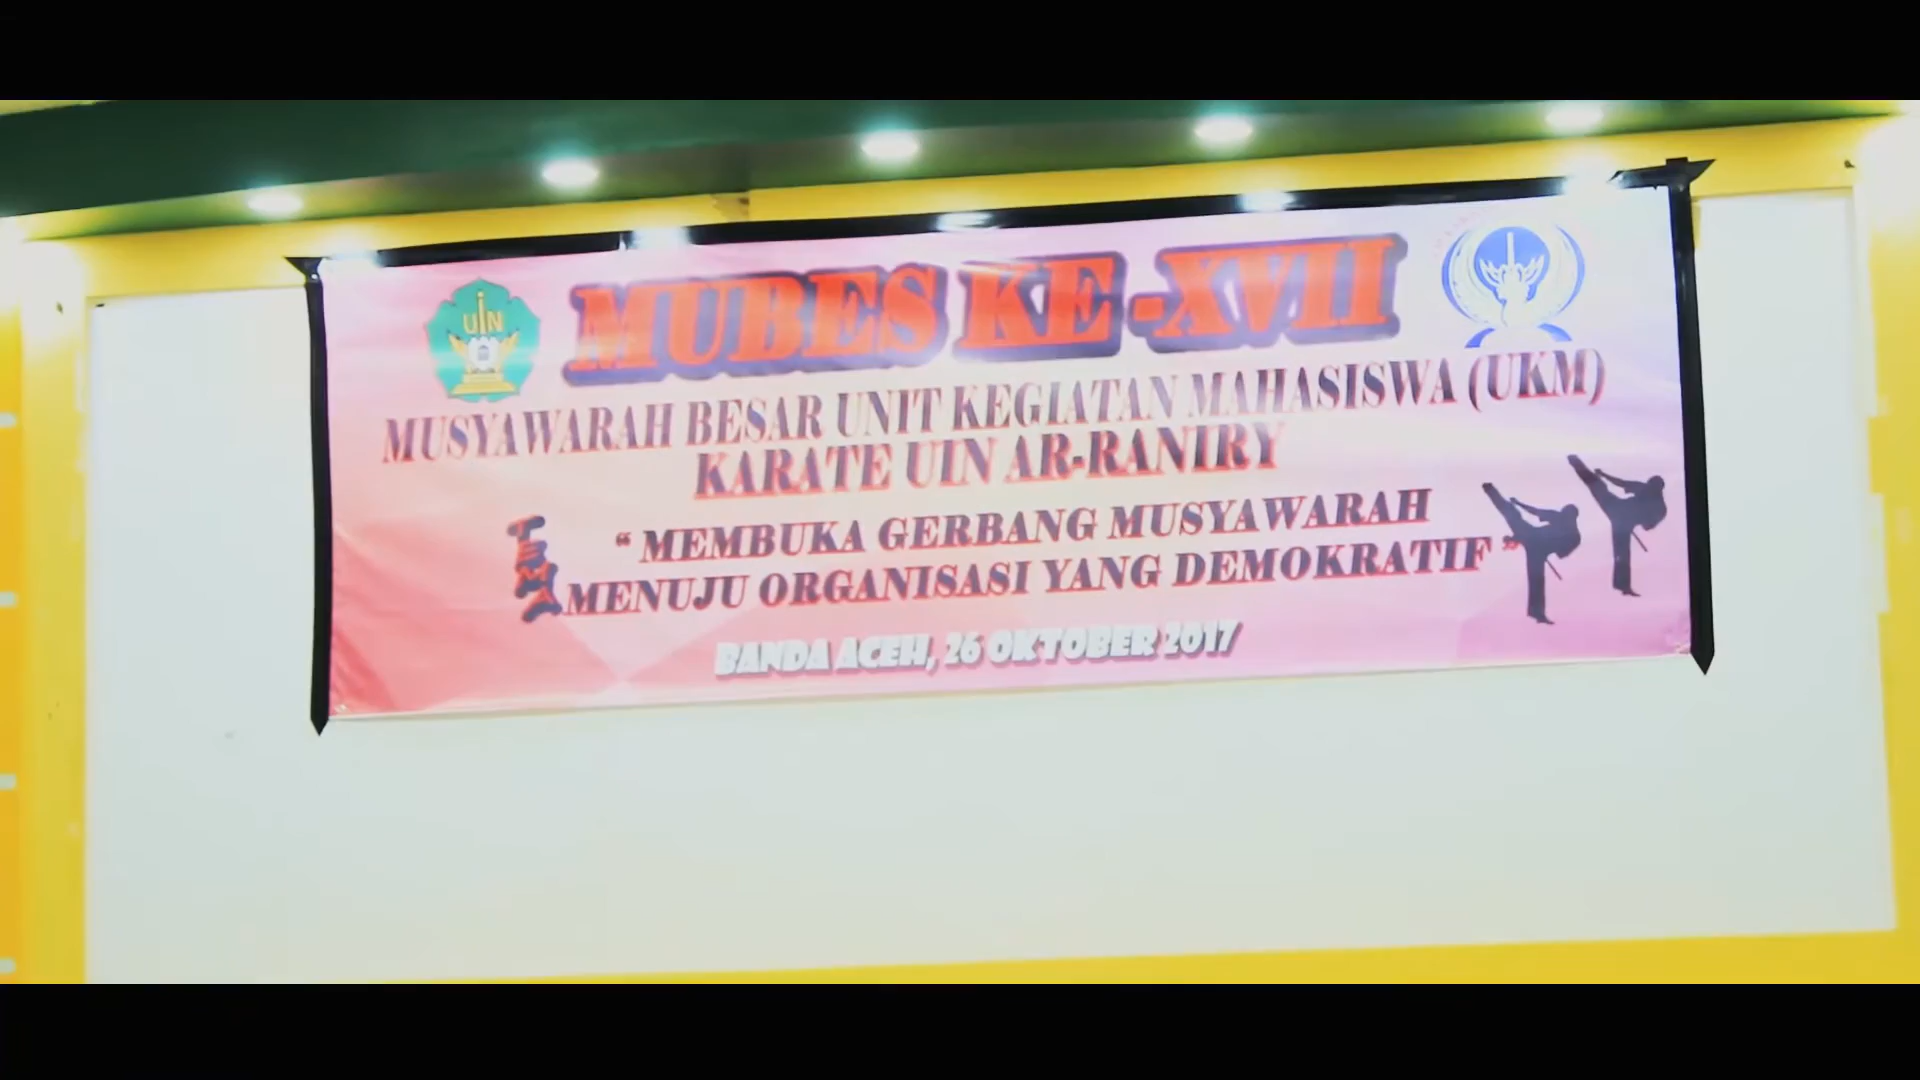 UIN
MUBES KE-XVII
MUSYAWARAH BESAR UNIT KEGIATAN MAHASISWA (UKM)
KARATE UIN AR-RANIRY
TEMA
“ MEMBUKA GERBANG MUSYAWARAH
MENUJU ORGANISASI YANG DEMOKRATIF ”
BANDA ACEH, 26 OKTOBER 2017